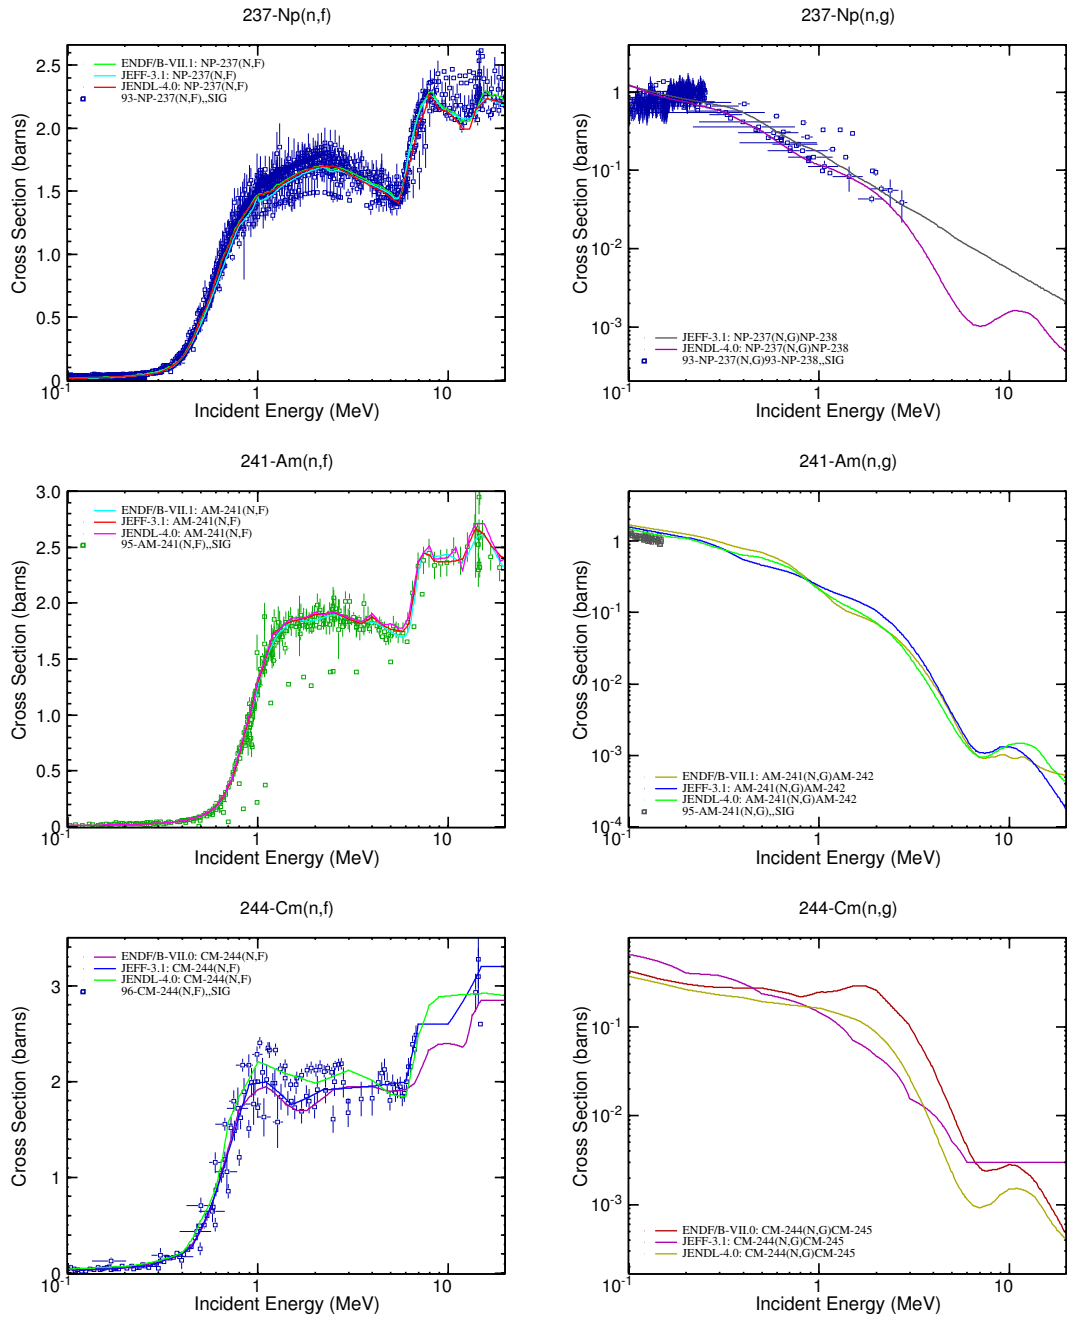 237-Np(n,f)
Cross Section (barns)
2.5
2.0
1.5
1.0
0.5
0
ENDF/B-VII.1: NP-237(N,F)
JEFF-3.1: NP-237(N,F)
JENDL-4.0: NP-237(N,F)
93-NP-237(N,F),,SIG
10-1
1
10
Incident Energy (MeV)
237-Np(n,g)
Cross Section (barns)
1
10-1
10-2
10-3
JEFF-3.1: NP-237(N,G)NP-238
JENDL-4.0: NP-237(N,G)NP-238
93-NP-237(N,G)93-NP-238,,SIG
10-1
1
10
Incident Energy (MeV)
241-Am(n,f)
Cross Section (barns)
3.0
2.5
2.0
1.5
1.0
0.5
0
ENDF/B-VII.1: AM-241(N,F)
JEFF-3.1: AM-241(N,F)
JENDL-4.0: AM-241(N,F)
95-AM-241(N,F),,SIG
10-1
1
10
Incident Energy (MeV)
241-Am(n,g)
Cross Section (barns)
1
10-1
10-2
10-3
10-4
ENDF/B-VII.1: AM-241(N,G)AM-242
JEFF-3.1: AM-241(N,G)AM-242
JENDL-4.0: AM-241(N,G)AM-242
95-AM-241(N,G),,SIG
10-1
1
10
Incident Energy (MeV)
244-Cm(n,f)
Cross Section (barns)
3
2
1
0
ENDF/B-VII.0: CM-244(N,F)
JEFF-3.1: CM-244(N,F)
JENDL-4.0: CM-244(N,F)
96-CM-244(N,F),,SIG
10-1
1
10
Incident Energy (MeV)
244-Cm(n,g)
Cross Section (barns)
10-1
10-2
10-3
ENDF/B-VII.0: CM-244(N,G)CM-245
JEFF-3.1: CM-244(N,G)CM-245
JENDL-4.0: CM-244(N,G)CM-245
10-1
1
10
Incident Energy (MeV)